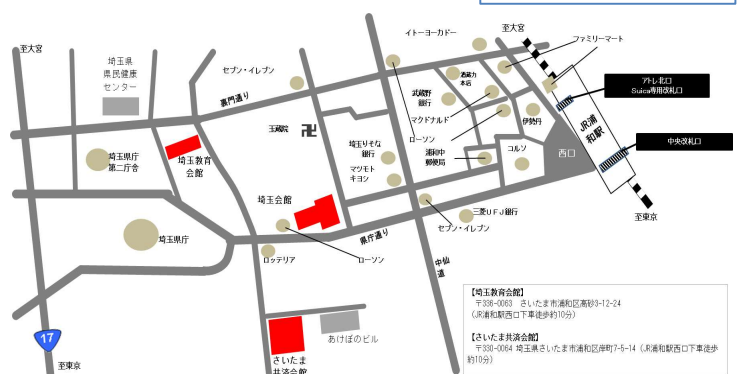 至大宮
埼玉県
県民健康
センター
セブン・イレブン
裏門通り
イトーヨーカドー
至大宮
ファミリーマート
酒蔵力
本店
武蔵野
銀行
アトレ北口
Suica専用改札口
マクドナルド
伊勢丹
JR浦和駅
玉蔵院
卍
埼玉りそな
銀行
ローソン
浦和中
郵便局
コルソ
西口
中央改札口
埼玉県庁
第二庁舎
埼玉教育
会館
マツモト
キヨシ
埼玉会館
三菱UFJ銀行
セブン・イレブン
至東京
埼玉県庁
県庁通り
ロッテリア
ローソン
中仙道
17
至東京
あけぼのビル
さいたま
共済会館
【埼玉教育会館】
〒336-0063 さいたま市浦和区高砂3-12-24
(JR浦和駅西口下車徒歩約10分)
【さいたま共済会館】
〒330-0064 埼玉県さいたま市浦和区岸町7-5-14 (JR浦和駅西口下車徒歩
約10分)